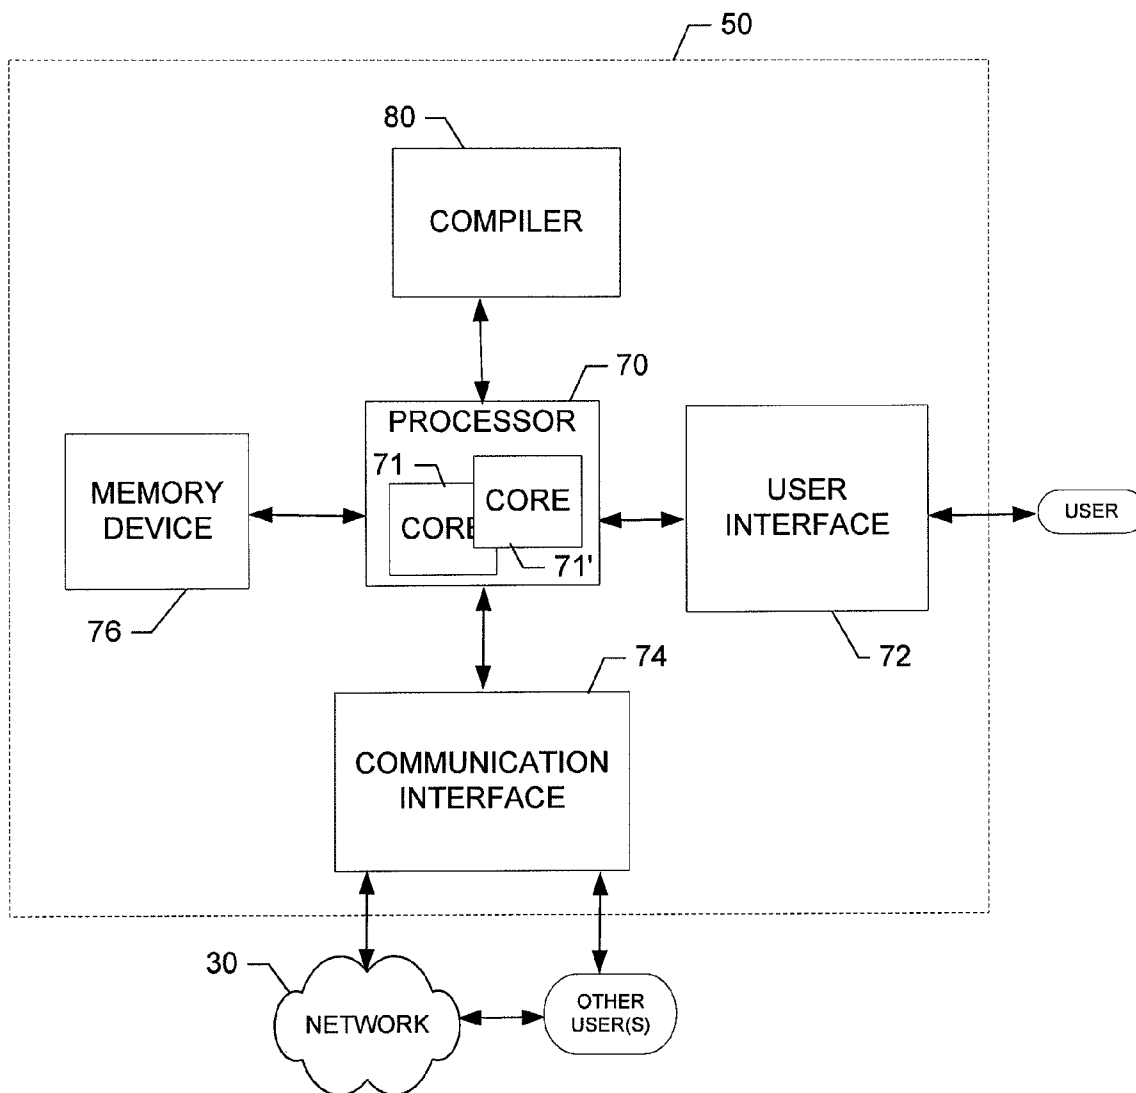 50
80
COMPILER
70
PROCESSOR
71
CORE
CORE
71'
MEMORY
DEVICE
76
USER
INTERFACE
72
USER
74
COMMUNICATION
INTERFACE
30
NETWORK
OTHER
USER(S)